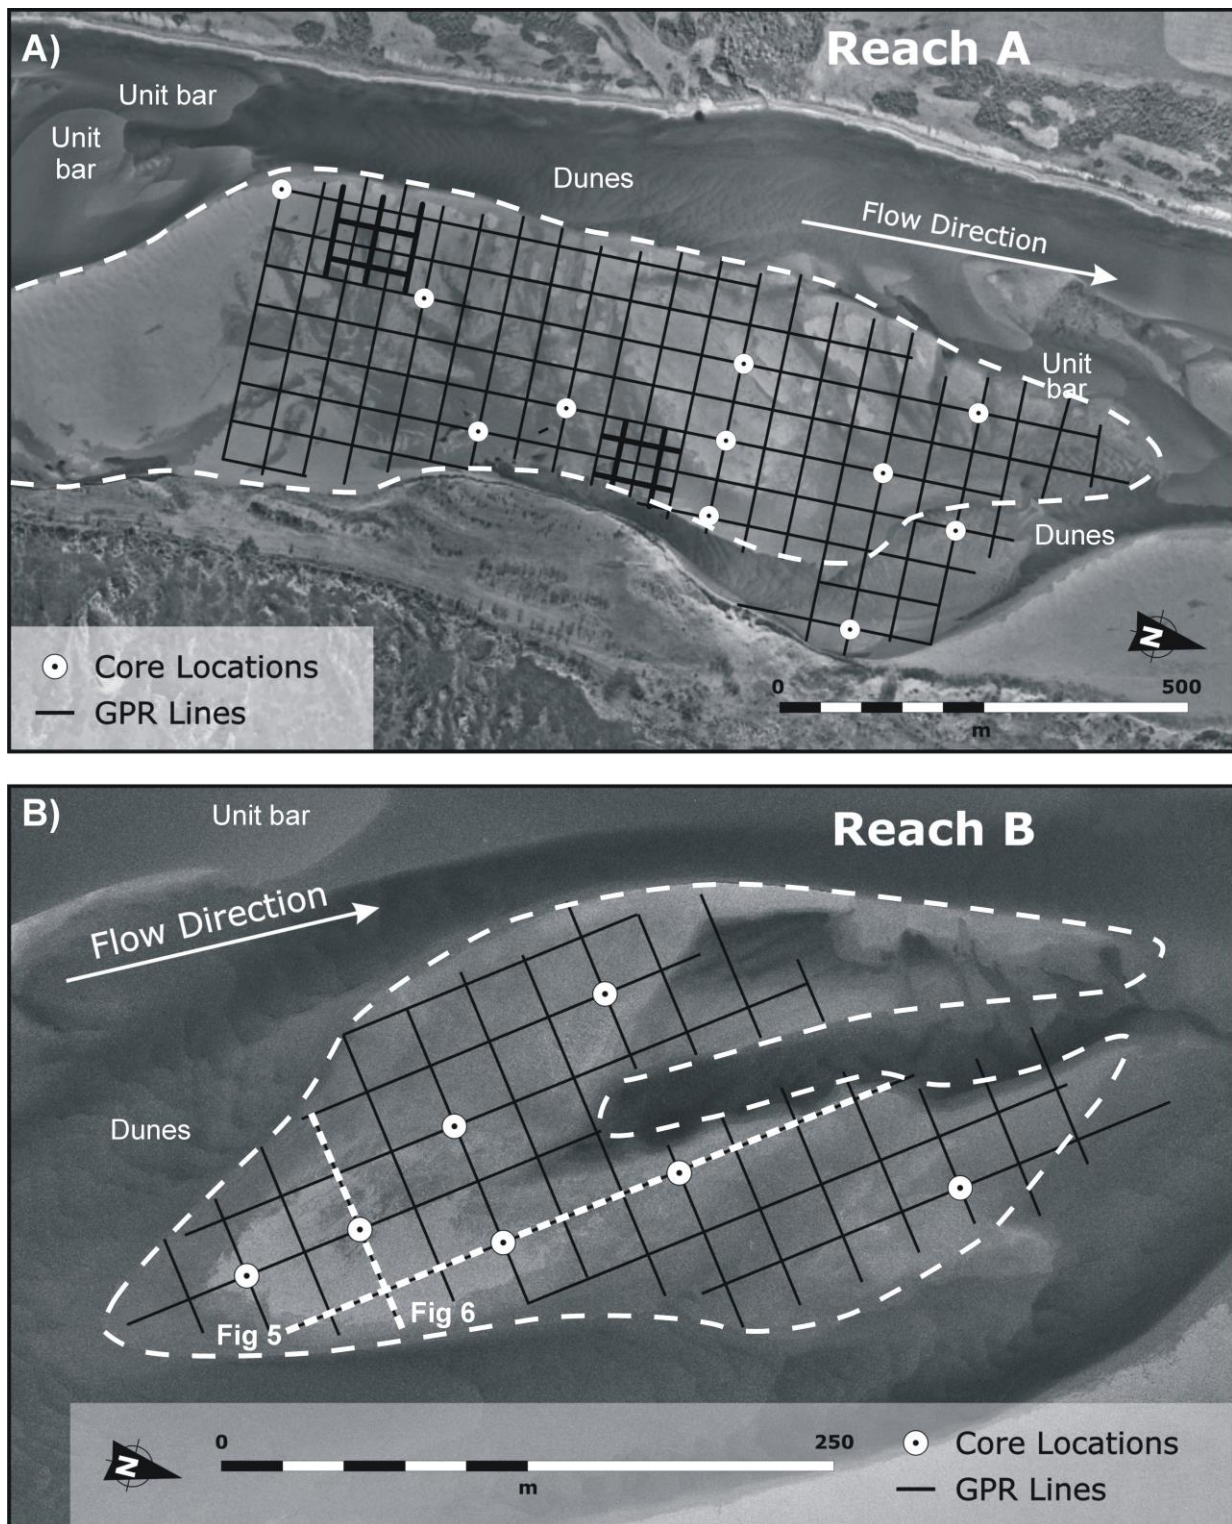 A)
Reach A
Unit bar
Unit
bar
Dunes
Flow Direction
Unit
bar
Dunes
Core Locations
GPR Lines
N
0
500
m
B)
Unit bar
Reach B
Flow Direction
Dunes
Fig 5
Fig 6
N
0
250
m
Core Locations
GPR Lines